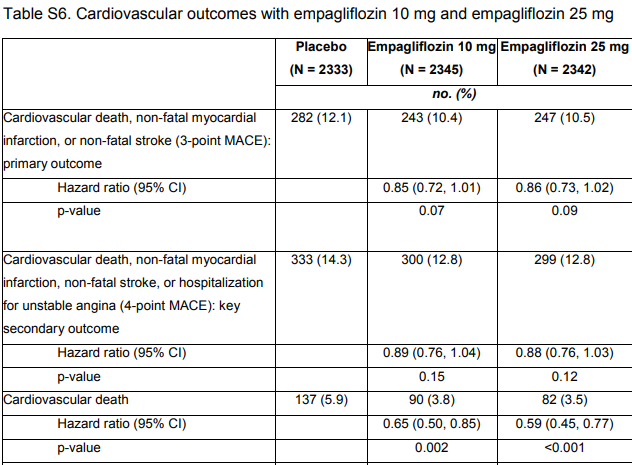 Table S6. Cardiovascular outcomes with empagliflozin 10 mg and empagliflozin 25 mg
Placebo Empagliflozin 10 mg Empagliflozin 25 mg
(N = 2333) (N = 2345) (N = 2342)
no. (%)
Cardiovascular death, non-fatal myocardial 282 (12.1) 243 (10.4) 247 (10.5)
infarction, or non-fatal stroke (3-point MACE):
primary outcome
Hazard ratio (95% CI) 0.85 (0.72, 1.01) 0.86 (0.73, 1.02)
p-value 0.07 0.09
Cardiovascular death, non-fatal myocardial 333 (14.3) 300 (12.8) 299 (12.8)
infarction, non-fatal stroke, or hospitalization
for unstable angina (4-point MACE): key
secondary outcome
Hazard ratio (95% CI) 0.89 (0.76, 1.04) 0.88 (0.76, 1.03)
p-value 0.15 0.12
Cardiovascular death 137 (5.9) 90 (3.8) 82 (3.5)
Hazard ratio (95% CI) 0.65 (0.50, 0.85) 0.59 (0.45, 0.77)
p-value 0.002 <0.001